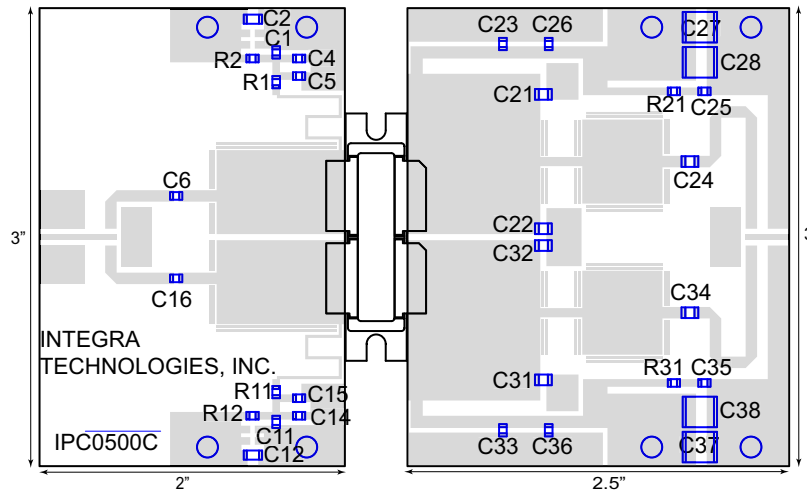 C2
C1
R2
C4
R1
C5
C23
C26
C27
C28
C21
R21
C25
C6
C24
3"
C22
C32
3
C16
C34
INTEGRA
TECHNOLOGIES, INC.
C31
R31
C35
R11
C15
R12
C14
C11
C12
IPC0500C
C38
C33
C36
C37
2"
2.5"